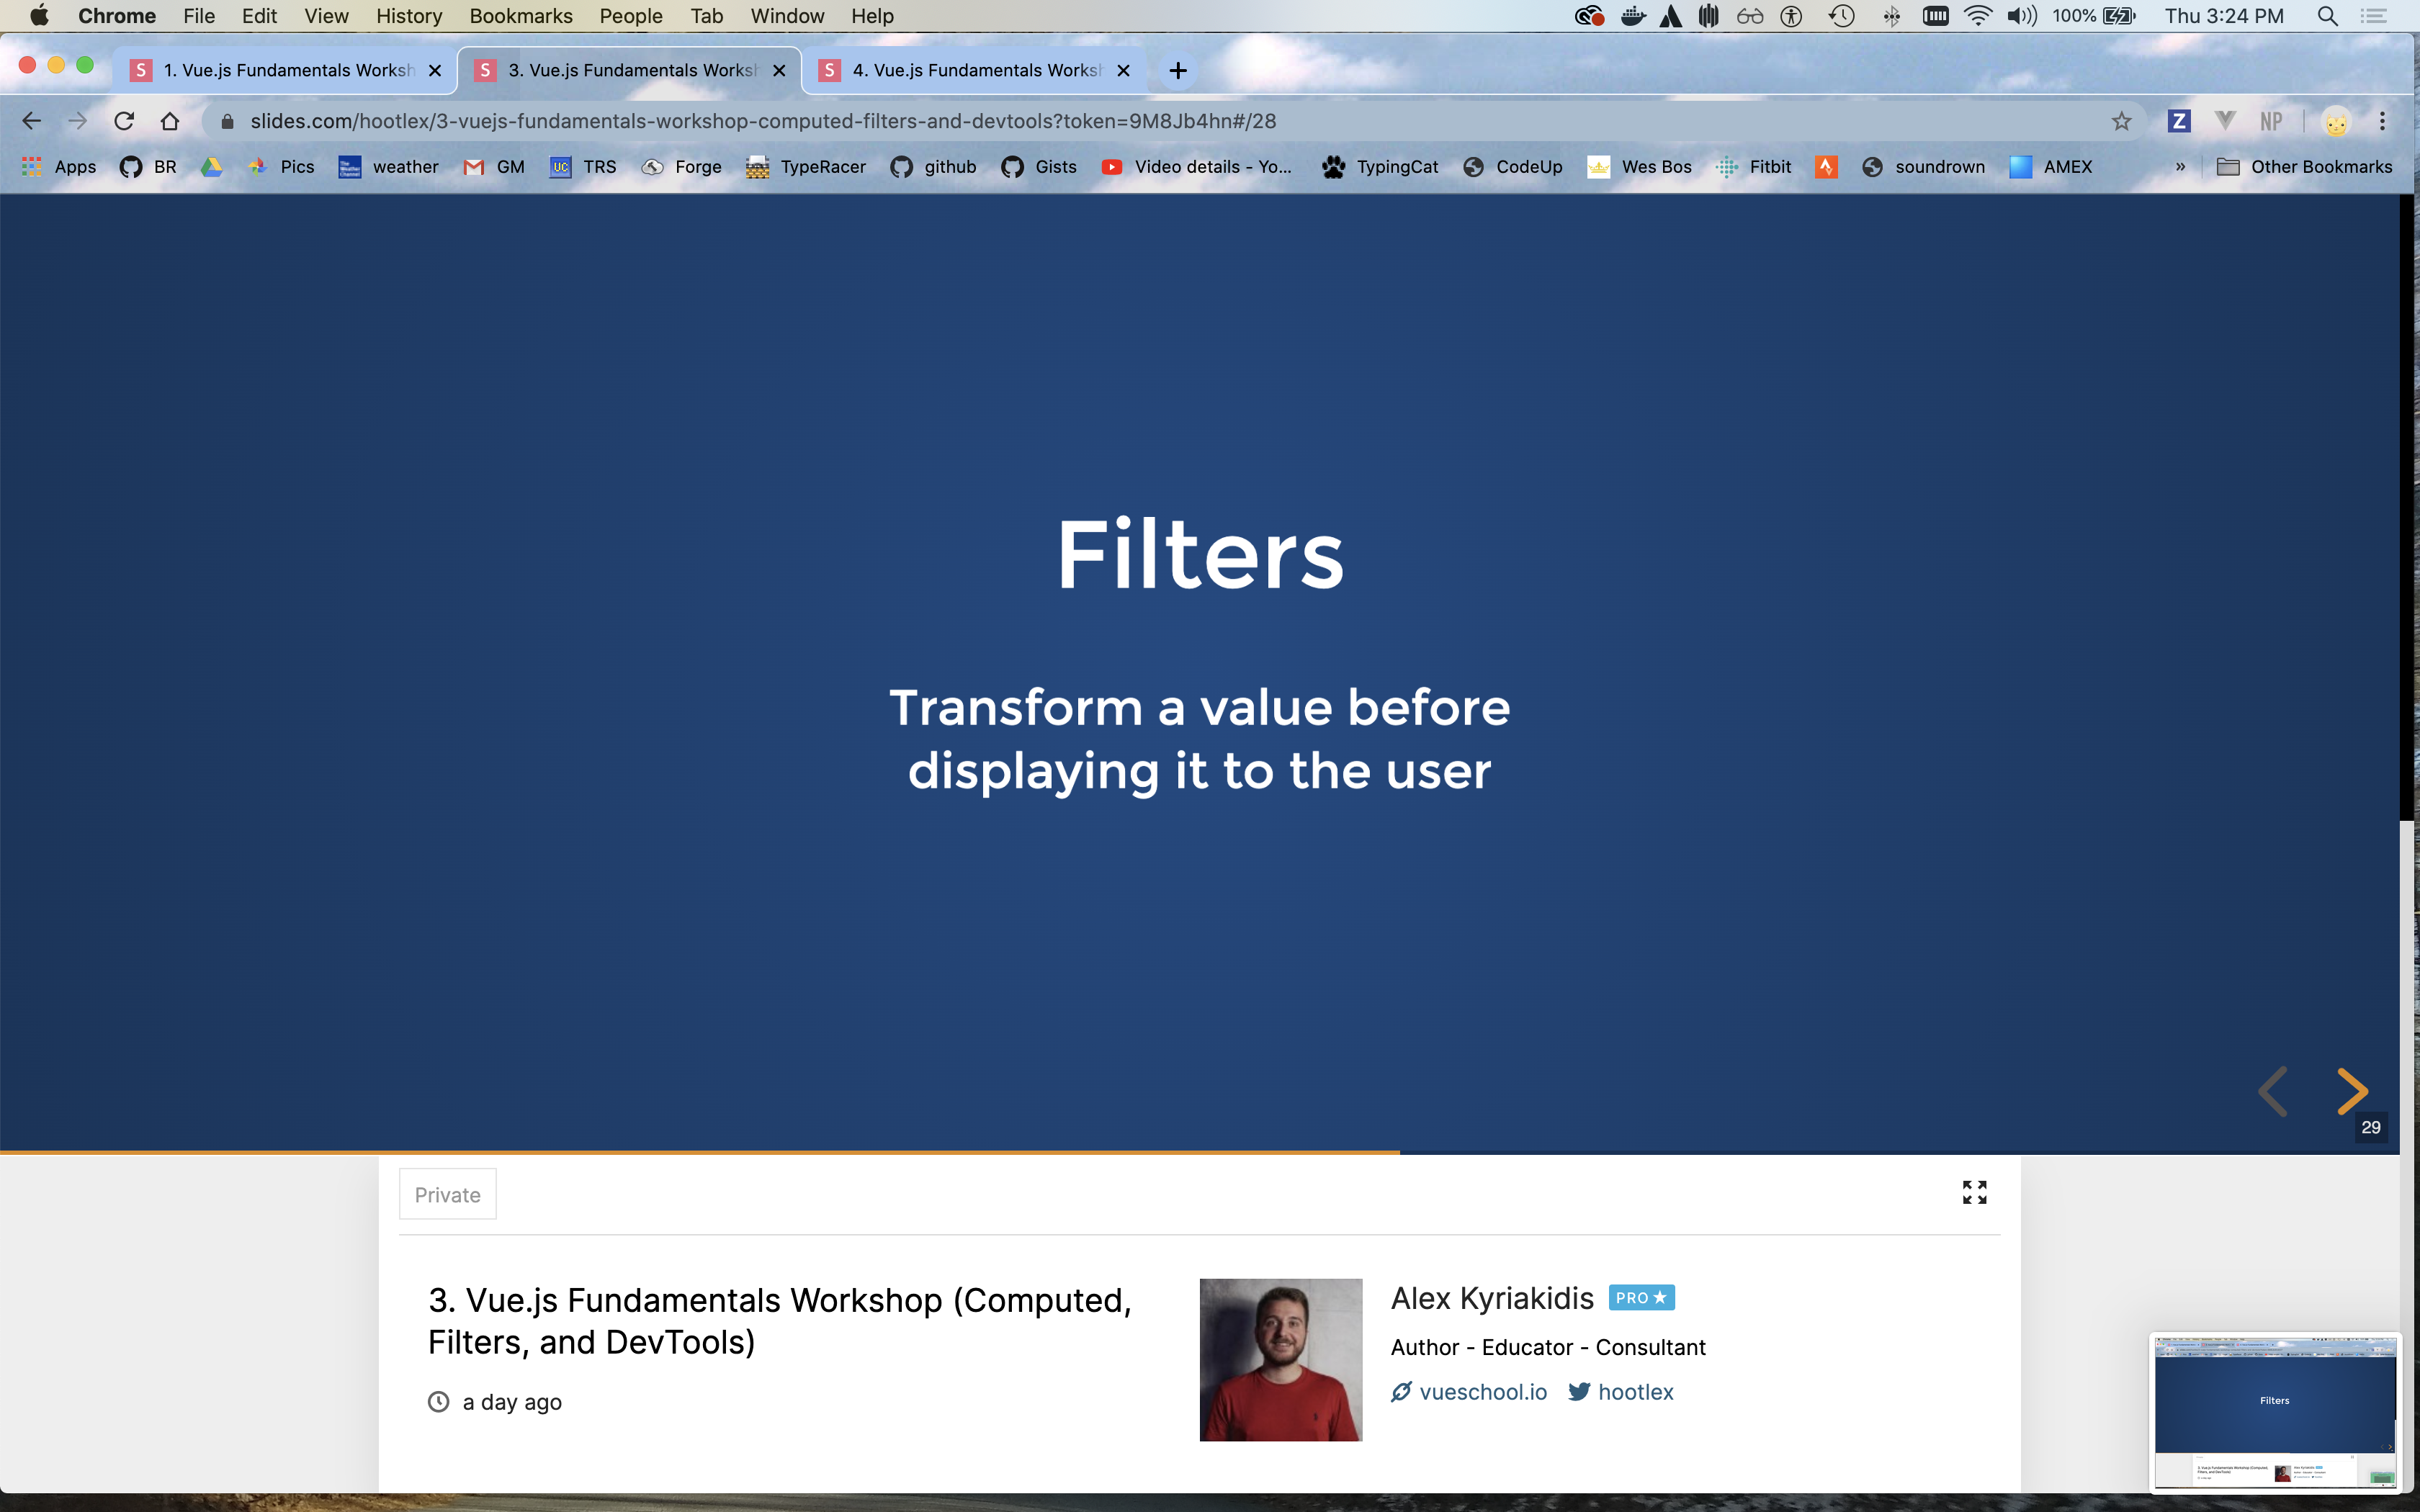 Chrome File Edit View History Bookmarks People Tab Window Help 100% Thu 3:24 PM
S 1. Vue.js Fundamentals Worksh S 3. Vue.js Fundamentals Works S 4. Vue.js Fundamentals Works
slides.com/hootlex/3-vuejs-fundamentals-workshop-computed-filters-and-devtools?token=9M8Jb4hn#/28 Z NP
Apps BR Pics weather GM UC TRS Forge TypeRacer github Gists Video details - Yo... TypingCat CodeUp Wes Bos Fitbit soundrown AMEX » Other Bookmarks
Filters
Transform a value before
displaying it to the user
29
Private
3. Vue.js Fundamentals Workshop (Computed,
Filters, and DevTools)
a day ago
Alex Kyriakidis PRO
Author - Educator - Consultant
vueschool.io hootlex
Filters